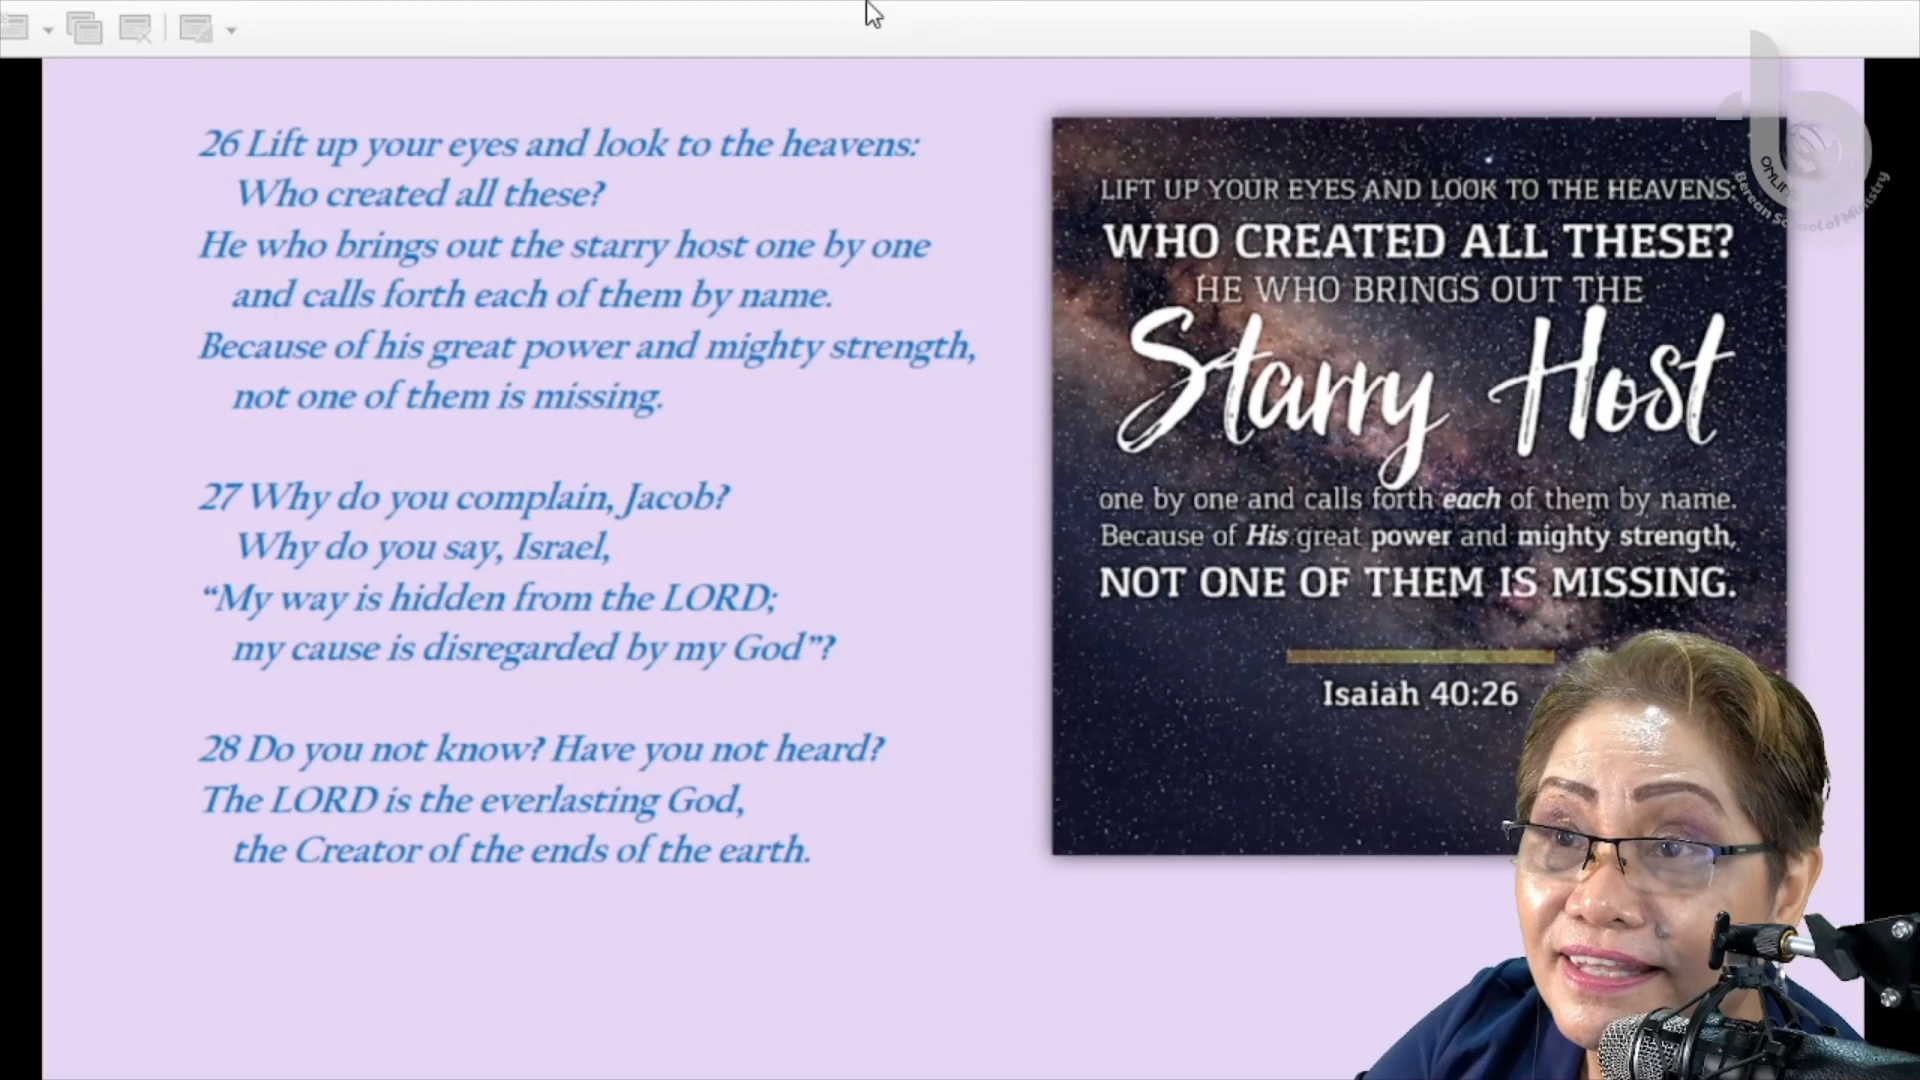 26 Lift up your eyes and look to the heavens:
Who created all these?
He who brings out the starry host one by one
and calls forth each of them by name.
Because of his great power and mighty strength,
not one of them is missing.
27 Why do you complain, Jacob?
Why do you say, Israel,
“My way is hidden from the LORD;
my cause is disregarded by my God”?
28 Do you not know? Have you not heard?
The LORD is the everlasting God,
the Creator of the ends of the earth.
LIFT UP YOUR EYES AND LOOK TO THE HEAVENS:
WHO CREATED ALL THESE?
HE WHO BRINGS OUT THE
Starry Host
one by one and calls forth each of them by name.
Because of His great power and mighty strength,
NOT ONE OF THEM IS MISSING.
Isaiah 40:26
ONLINE
Berean School of Ministry